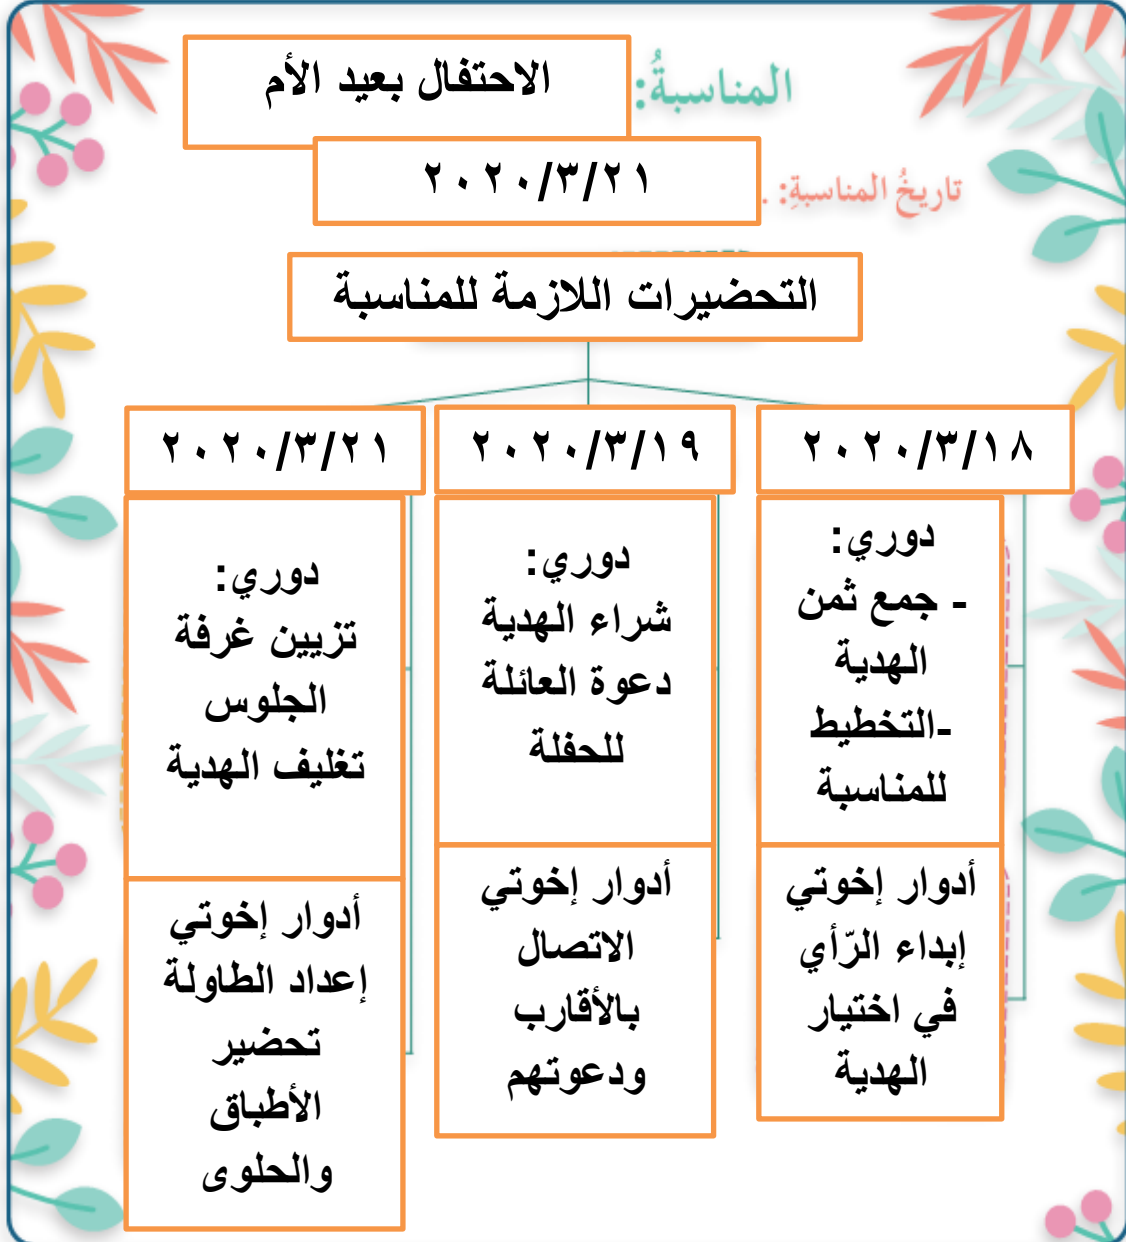 المناسبةُ:
الاحتفال بعيد الأم
تاريخُ المناسبةِ: .
٢٠٢٠/٣/٢١
التحضيرات اللازمة للمناسبة
٢٠٢٠/٣/١٨
دوري:
- جمع ثمن
الهدية
-التخطيط
للمناسبة
أدوار إخوتي
إبداء الرّأي
في اختيار
الهدية
٢٠٢٠/٣/١٩
دوري:
شراء الهدية
دعوة العائلة
للحفلة
أدوار إخوتي
الاتصال
بالأقارب
ودعوتهم
٢٠٢٠/٣/٢١
دوري:
تزيين غرفة
الجلوس
تغليف الهدية
أدوار إخوتي
إعداد الطاولة
تحضير
الأطباق
والحلوى